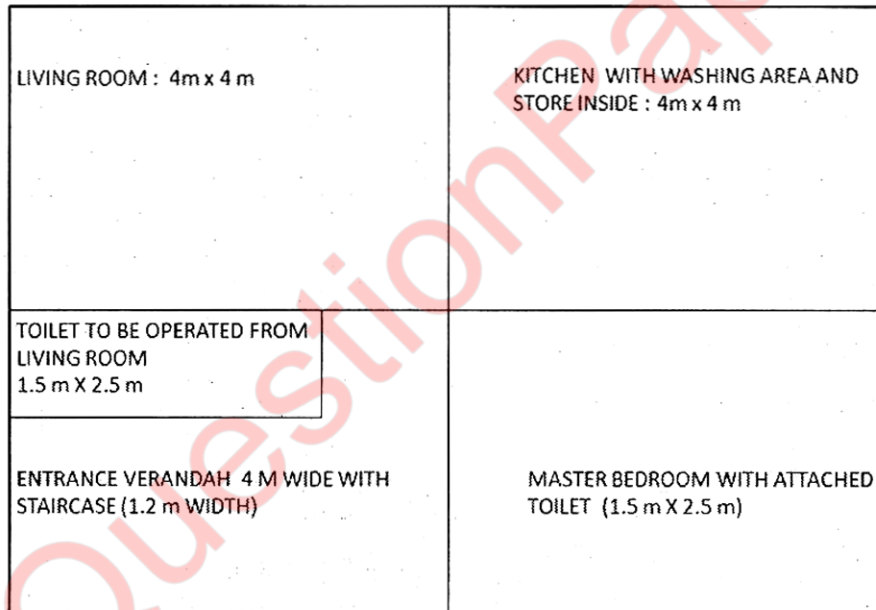 LIVING ROOM : 4m x 4 m
KITCHEN WITH WASHING AREA AND
STORE INSIDE : 4m x 4 m
TOILET TO BE OPERATED FROM
LIVING ROOM
1.5 m X 2.5 m
ENTRANCE VERANDAH 4 M WIDE WITH
STAIRCASE (1.2 m WIDTH)
MASTER BEDROOM WITH ATTACHED
TOILET (1.5 m X 2.5 m)
QuestionPap